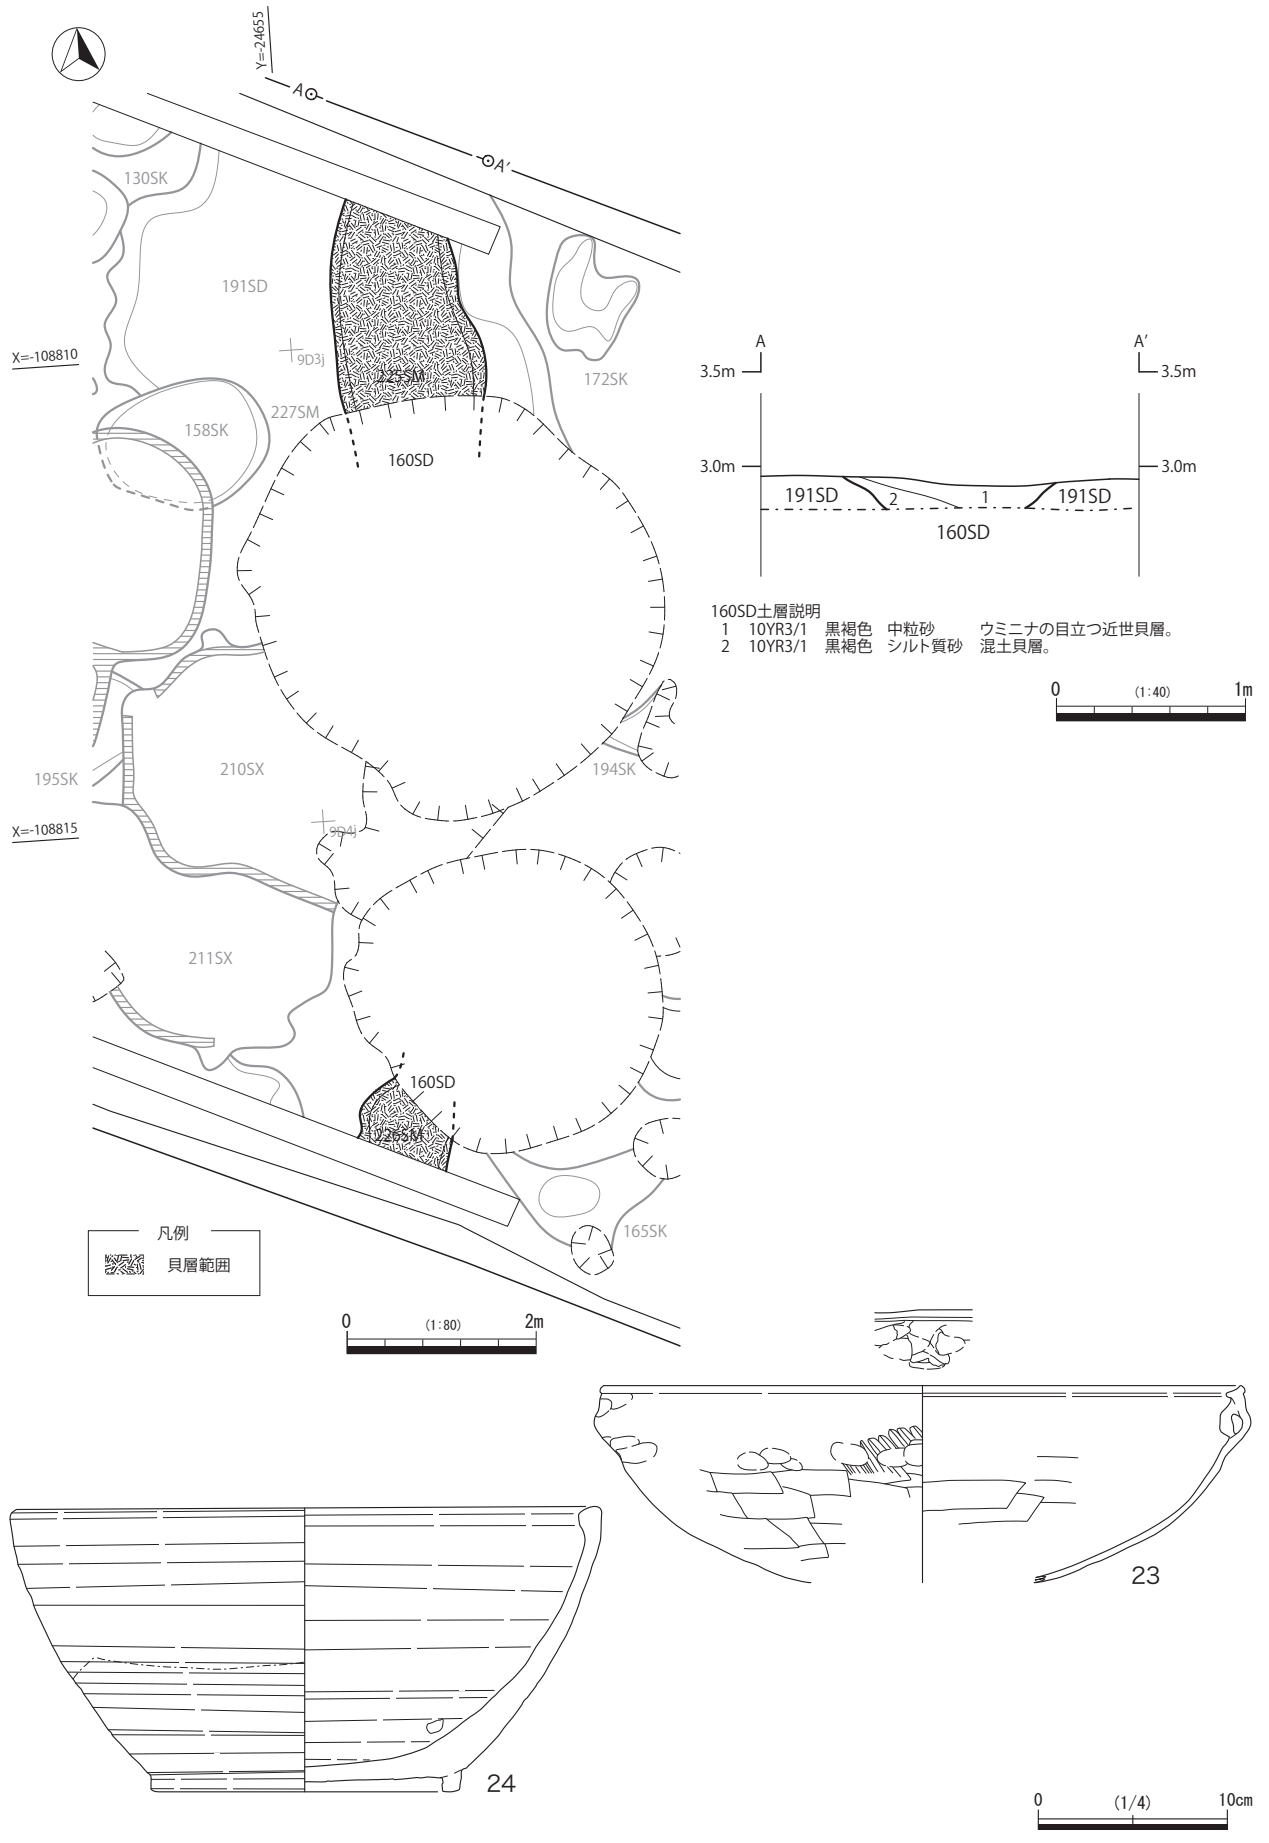 Y=-24655
A
A'
130SK
191SD
X=-108810
9D3j
225SM
172SK
227SM
158SK
160SD
A
A'
3.5m
3.5m
3.0m
3.0m
191SD
2
1
191SD
160SD
160SD土層説明
1 10YR3/1 黒褐色 中粒砂 ウミニナの目立つ近世貝層。
2 10YR3/1 黒褐色 シルト質砂 混土貝層。
0 (1:40) 1m
195SK
210SX
194SK
X=-108815
9D4j
211SX
160SD
226SM
165SK
凡例
貝層範囲
0 (1:80) 2m
23
24
0 (1/4) 10cm